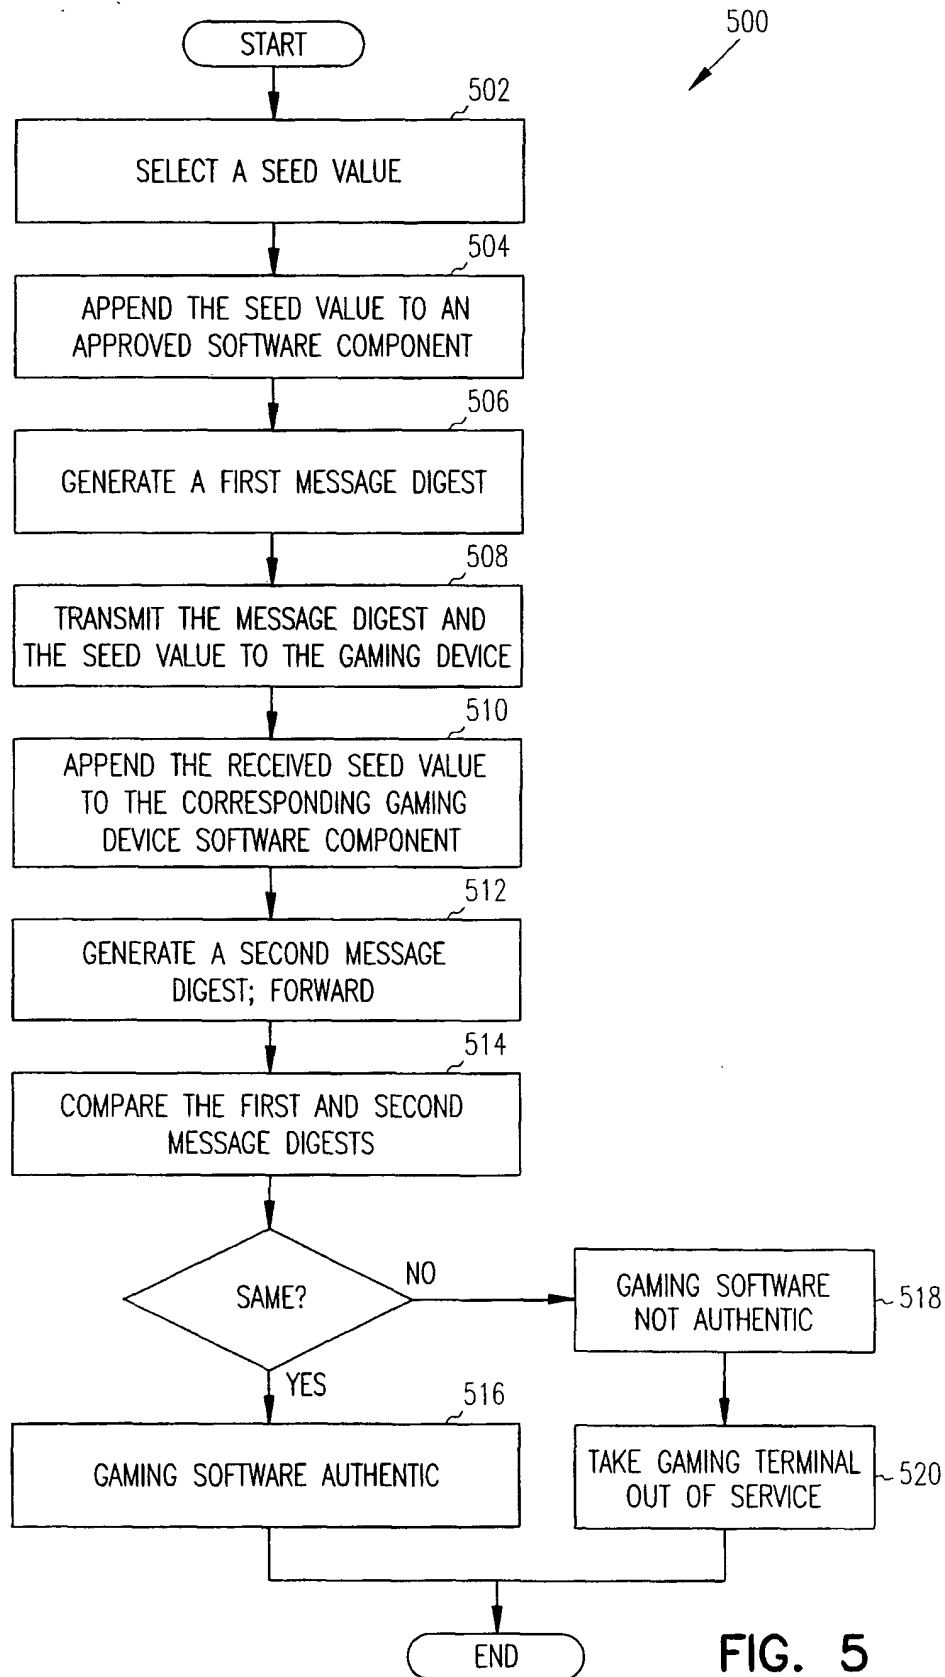 500
START
502
SELECT A SEED VALUE
504
APPEND THE SEED VALUE TO AN
APPROVED SOFTWARE COMPONENT
506
GENERATE A FIRST MESSAGE DIGEST
508
TRANSMIT THE MESSAGE DIGEST AND
THE SEED VALUE TO THE GAMING DEVICE
510
APPEND THE RECEIVED SEED VALUE
TO THE CORRESPONDING GAMING
DEVICE SOFTWARE COMPONENT
512
GENERATE A SECOND MESSAGE
DIGEST; FORWARD
514
COMPARE THE FIRST AND SECOND
MESSAGE DIGESTS
SAME?
NO
GAMING SOFTWARE
NOT AUTHENTIC
518
YES
516
GAMING SOFTWARE AUTHENTIC
TAKE GAMING TERMINAL
OUT OF SERVICE
520
END
FIG. 5